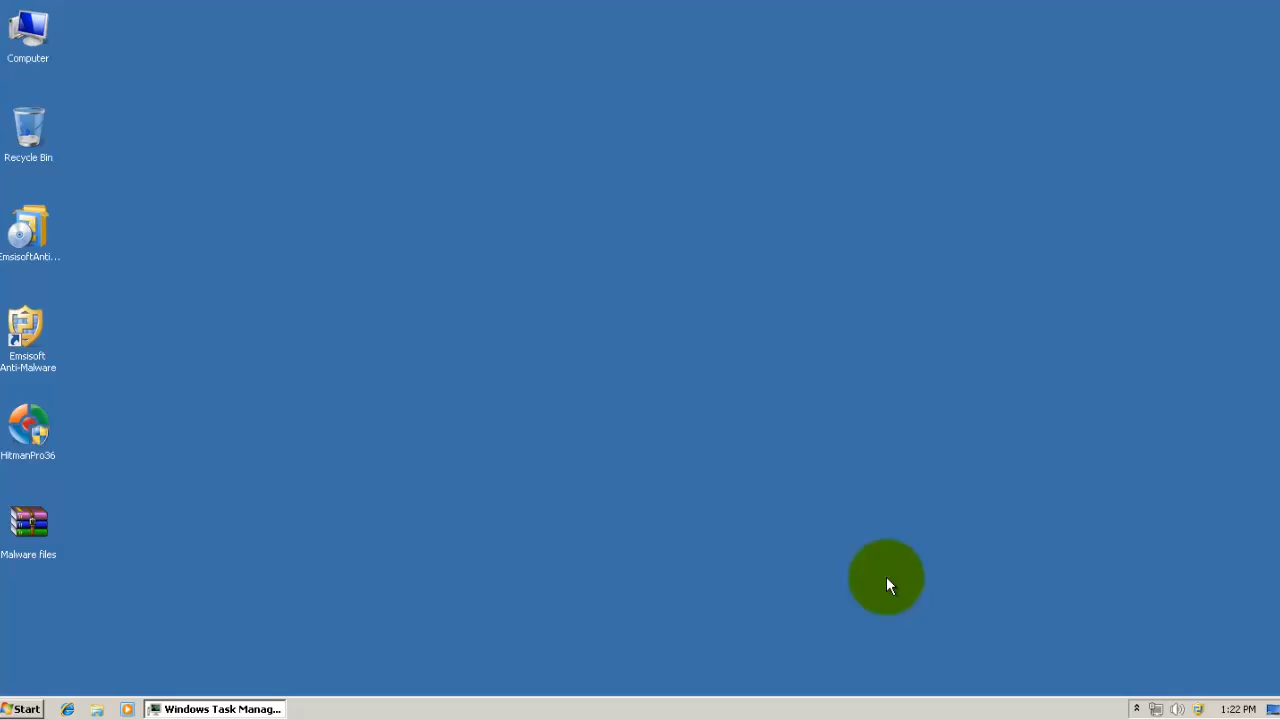 Computer
Recycle Bin
EmsisoftAnti...
Emsisoft
Anti-Malware
HitmanPro36
Malware files
Start
Windows Task Manag...
1:22 PM